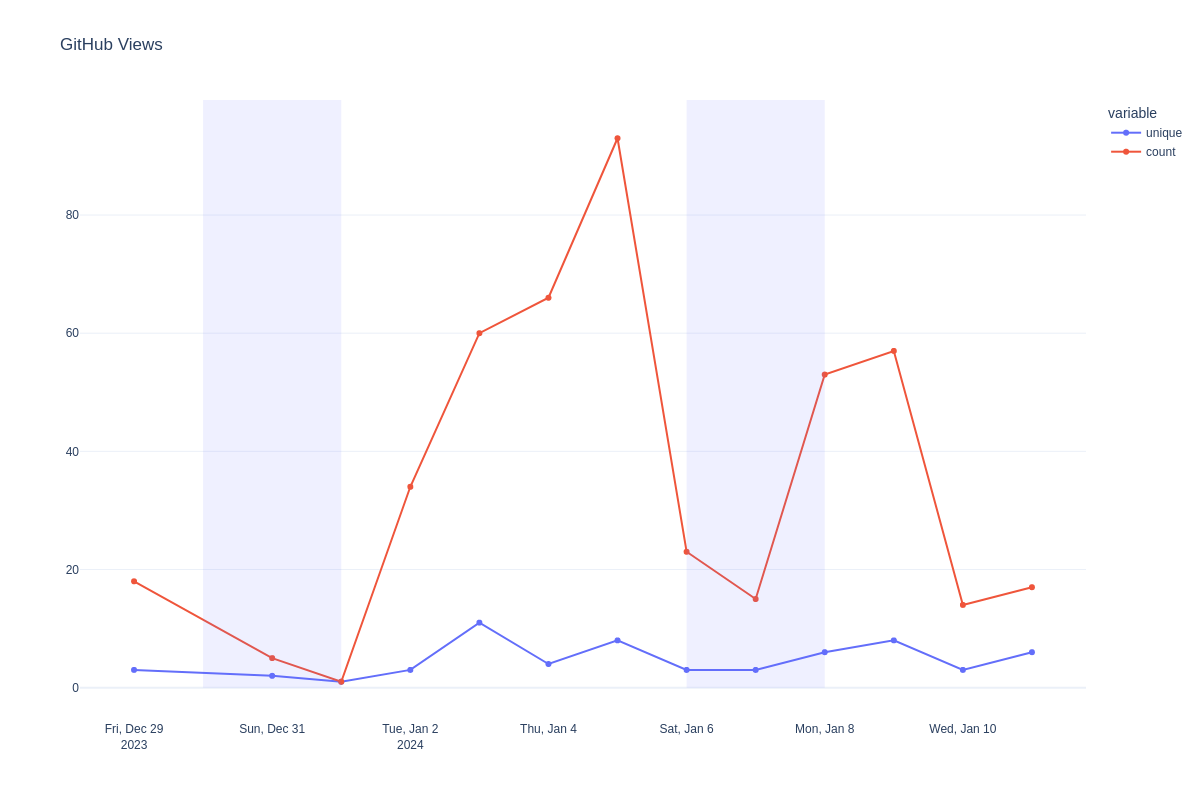 GitHub Views
variable
unique
count
80
60
40
20
0
Fri, Dec 29
2023
Sun, Dec 31
Tue, Jan 2
2024
Thu, Jan 4
Sat, Jan 6
Mon, Jan 8
Wed, Jan 10